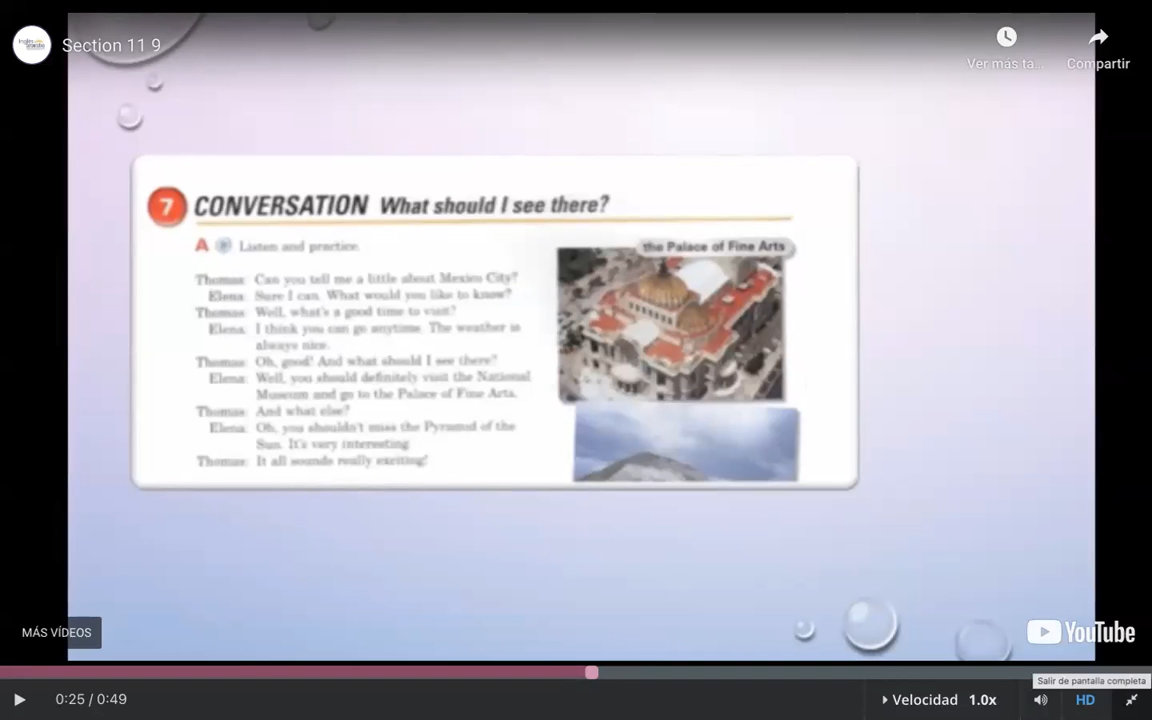 Section 11 9
Ver más ta...
Compartir
7 CONVERSATION What should I see there?
A Listen and practice.
the Palace of Fine Arts
Thomas: Can you tell me a little about Mexico City?
Elena: Sure I can. What would you like to know?
Thomas: Well, what's a good time to visit?
Elena: I think you can go anytime. The weather is
always nice.
Thomas: Oh, good! And what should I see there?
Elena: Well, you should definitely visit the National
Museum and go to the Palace of Fine Arts.
Thomas: And what else?
Elena: Oh, you shouldn't miss the Pyramid of the
Sun. It's very interesting.
Thomas: It all sounds really exciting!
MÁS VÍDEOS
YouTube
Salir de pantalla completa
0:25 / 0:49
Velocidad 1.0x
HD